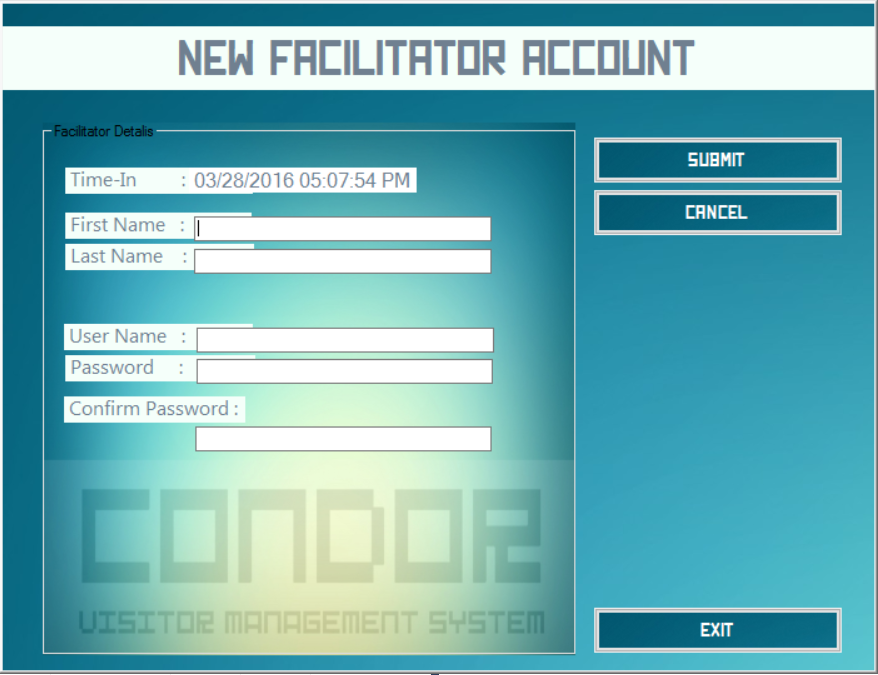 NEW FACILITATOR ACCOUNT
Facilitator Detalis
Time-In : 03/28/2016 05:07:54 PM
First Name :
Last Name :
User Name :
Password :
Confirm Password :
CONDOR
VISITOR MANAGEMENT SYSTEM
SUBMIT
CANCEL
EXIT